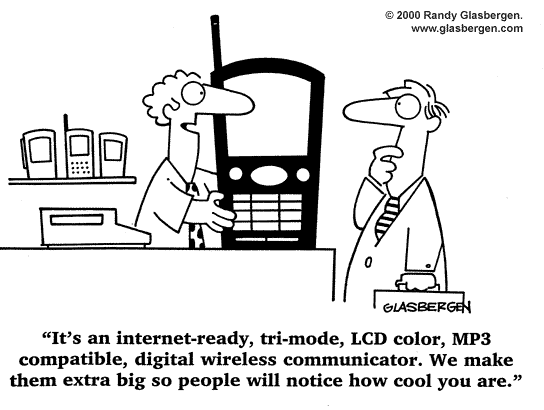 © 2000 Randy Glasbergen.
www.glasbergen.com
GLASBERGEN
“It’s an internet-ready, tri-mode, LCD color, MP3
compatible, digital wireless communicator. We make
them extra big so people will notice how cool you are.”